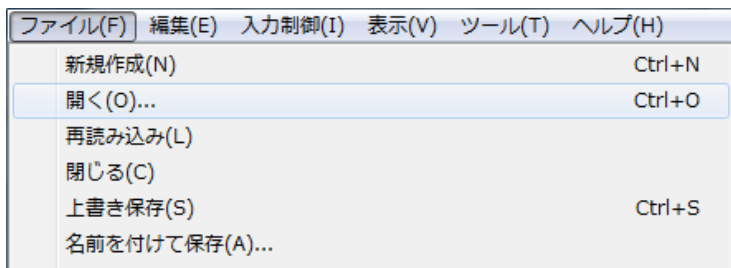 ファイル(F) 編集(E) 入力制御(I) 表示(V) ツール(T) ヘルプ(H)
新規作成(N) Ctrl+N
開く(O)... Ctrl+O
再読み込み(L)
閉じる(C)
上書き保存(S) Ctrl+S
名前を付けて保存(A)...